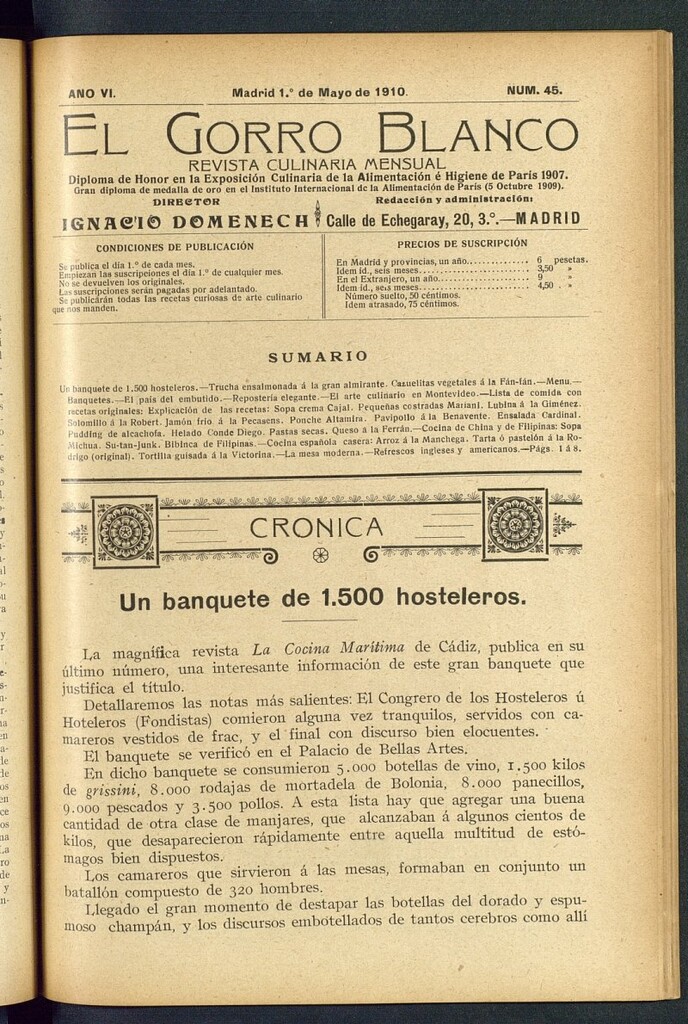 AÑO VI.
Madrid 1.º de Mayo de 1910.
NUM. 45.
EL GORRO BLANCO
REVISTA CULINARIA MENSUAL
Diploma de Honor en la Exposición Culinaria de la Alimentación é Higiene de París 1907.
Gran diploma de medalla de oro en el Instituto Internacional de la Alimentación de París (5 Octubre 1909).
DIRECTOR
IGNACIO DOMENECH
Redacción y administración:
Calle de Echegaray, 20, 3.º.—MADRID
CONDICIONES DE PUBLICACIÓN
Se publica el día 1.º de cada mes.
Empiezan las suscripciones el día 1.º de cualquier mes.
No se devuelven los originales.
Las suscripciones serán pagadas por adelantado.
Se publicarán todas las recetas curiosas de arte culinario
que nos manden.
PRECIOS DE SUSCRIPCIÓN
En Madrid y provincias, un año.............. 6 pesetas.
Idem id., seis meses........................ 3,50 »
En el Extranjero, un año.................... 9 »
Idem id., seis meses........................ 4,50 . »
Número suelto, 50 céntimos.
Idem atrasado, 75 céntimos.
SUMARIO
Un banquete de 1.500 hosteleros.—Trucha ensalmonada á la gran almirante. Cazuelitas vegetales á la Fán-fán.—Menu.—
Banquetes.—El país del embutido.—Repostería elegante.—El arte culinario en Montevideo.—Lista de comida con
recetas originales: Explicación de las recetas: Sopa crema Cajal. Pequeñas costradas Mariani. Lubina á la Giménez.
Solomillo á la Robert. Jamón frío á la Pecasens. Ponche Altamira. Pavipollo á la Benavente. Ensalada Cardinal.
Pudding de alcachofa. Helado Conde Diego. Pastas secas. Queso a la Ferrán.—Cocina de China y de Filipinas: Sopa
Michua. Su-tan-Junk. Bibinca de Filipinas.—Cocina española casera: Arroz á la Manchega. Tarta ó pastelón á la Ro-
drigo (original). Tortilla guisada á la Victorina.—La mesa moderna.—Refrescos ingleses y americanos.—Págs. 1 á 8.
CRONICA
Un banquete de 1.500 hosteleros.
La magnífica revista La Cocina Marítima de Cádiz, publica en su
último número, una interesante información de este gran banquete que
justifica el título.
Detallaremos las notas más salientes: El Congrero de los Hosteleros ú
Hoteleros (Fondistas) comieron alguna vez tranquilos, servidos con ca-
mareros vestidos de frac, y el final con discurso bien elocuentes.
El banquete se verificó en el Palacio de Bellas Artes.
En dicho banquete se consumieron 5.000 botellas de vino, 1.500 kilos
de grissini, 8.000 rodajas de mortadela de Bolonia, 8.000 panecillos,
9.000 pescados y 3.500 pollos. A esta lista hay que agregar una buena
cantidad de otra clase de manjares, que alcanzaban á algunos cientos de
kilos, que desaparecieron rápidamente entre aquella multitud de estó-
magos bien dispuestos.
Los camareros que sirvieron á las mesas, formaban en conjunto un
batallón compuesto de 320 hombres.
Llegado el gran momento de destapar las botellas del dorado y espu-
moso champán, y los discursos embotellados de tantos cerebros como allí